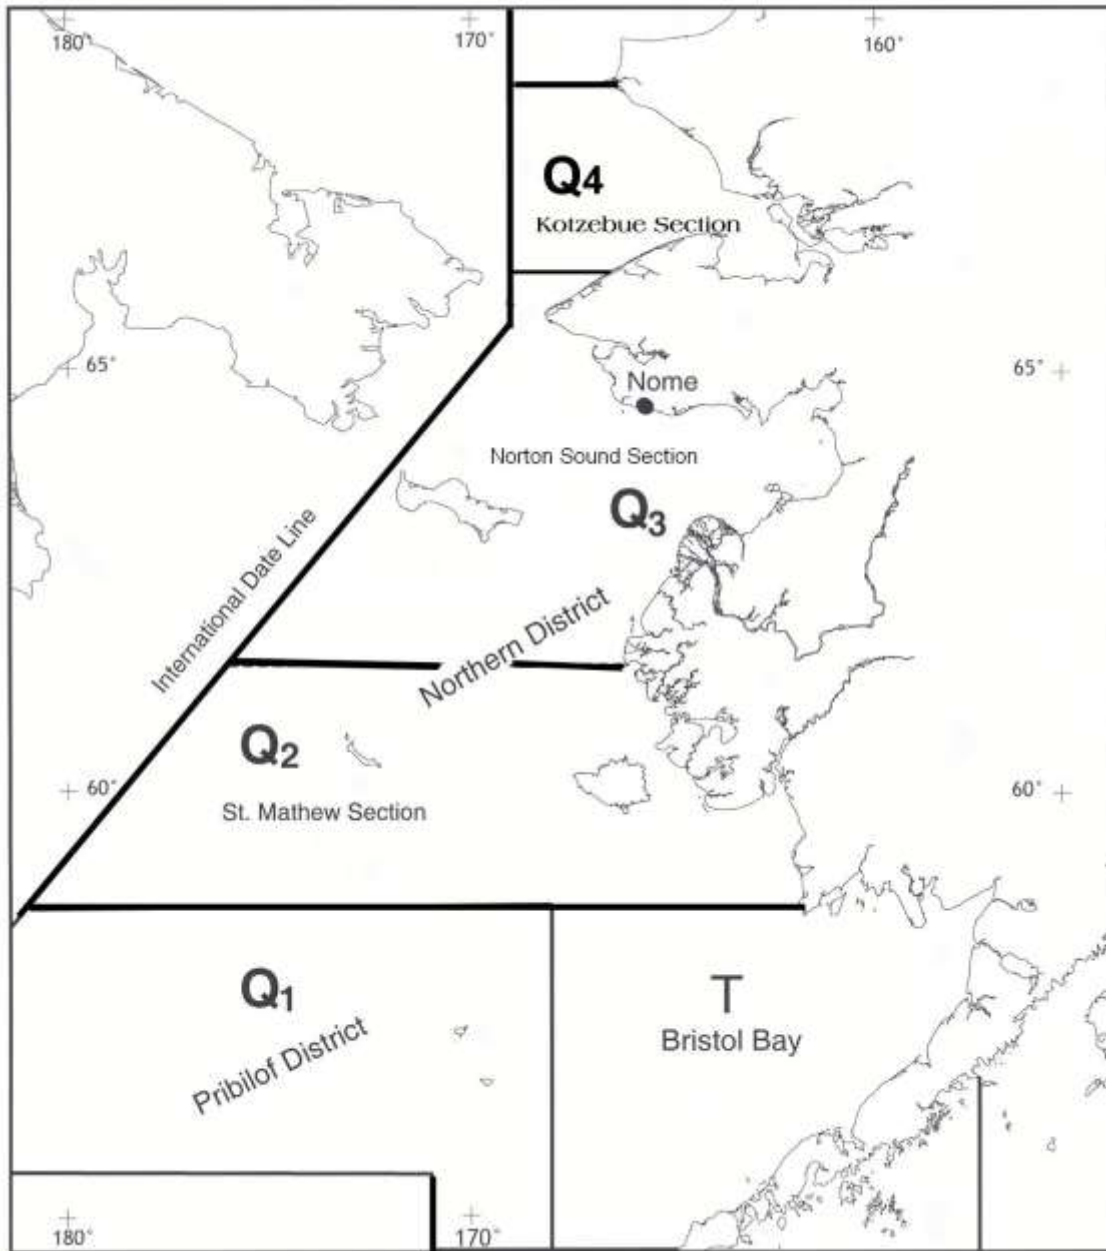 180°
170°
160°
Q4
Kotzebue Section
65°
65°
Nome
Norton Sound Section
Q3
International Date Line
Northern District
Q2
60°
60°
St. Mathew Section
Q1
T
Pribilof District
Bristol Bay
180°
170°